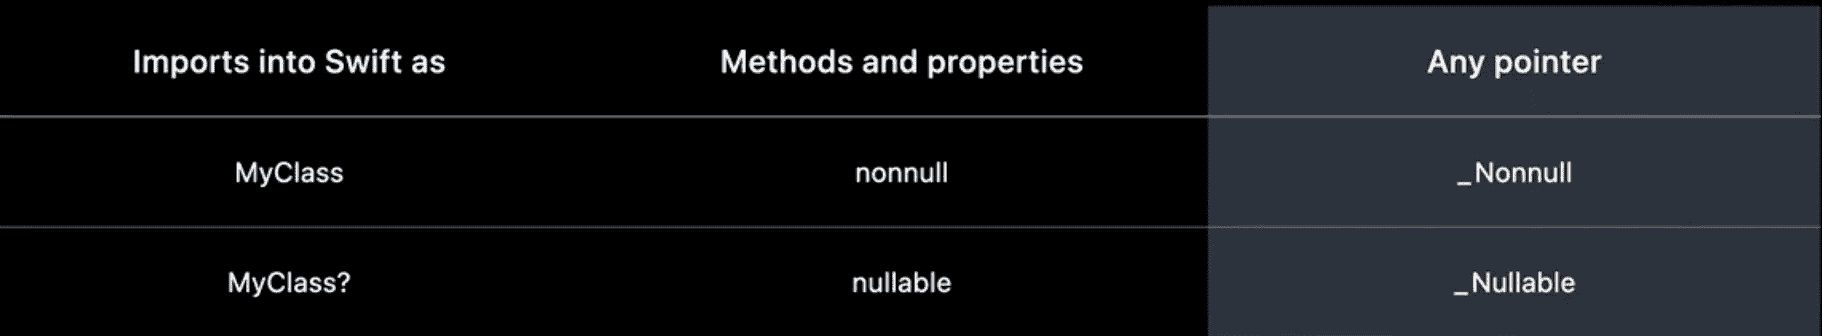 Imports into Swift as Methods and properties Any pointer
MyClass nonnull _Nonnull
MyClass? nullable _Nullable